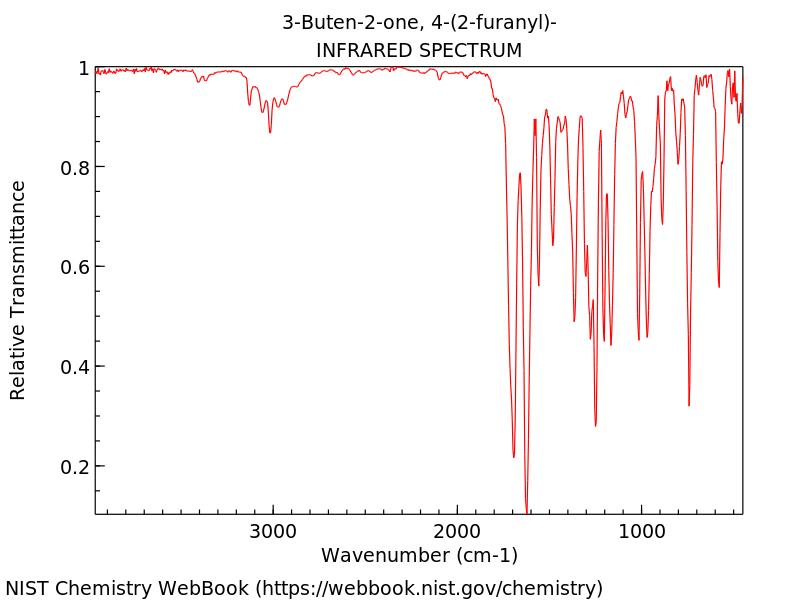 3-Buten-2-one, 4-(2-furanyl)-
INFRARED SPECTRUM
1
0.8
0.6
0.4
0.2
Relative Transmittance
3000 2000 1000
Wavenumber (cm-1)
NIST Chemistry WebBook (https://webbook.nist.gov/chemistry)